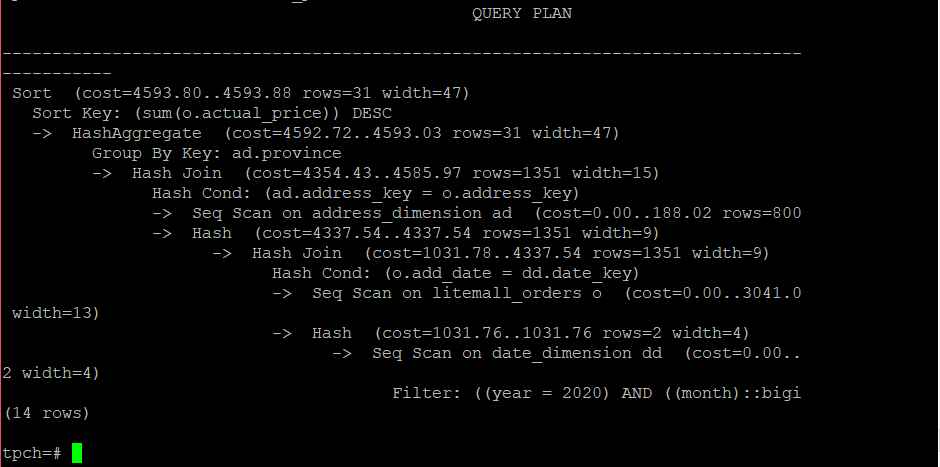 QUERY PLAN
--------------------------------------------------------------------------------
-----------
Sort  (cost=4593.80..4593.88 rows=31 width=47)
  Sort Key: (sum(o.actual_price)) DESC
  ->  HashAggregate  (cost=4592.72..4593.03 rows=31 width=47)
        Group By Key: ad.province
        ->  Hash Join  (cost=4354.43..4585.97 rows=1351 width=15)
              Hash Cond: (ad.address_key = o.address_key)
              ->  Seq Scan on address_dimension ad  (cost=0.00..188.02 rows=800
              ->  Hash  (cost=4337.54..4337.54 rows=1351 width=9)
                    ->  Hash Join  (cost=1031.78..4337.54 rows=1351 width=9)
                          Hash Cond: (o.add_date = dd.date_key)
                          ->  Seq Scan on litemall_orders o  (cost=0.00..3041.0
 width=13)
                          ->  Hash  (cost=1031.76..1031.76 rows=2 width=4)
                                ->  Seq Scan on date_dimension dd  (cost=0.00..
2 width=4)
                                      Filter: ((year = 2020) AND ((month)::bigi
(14 rows)
tpch=#